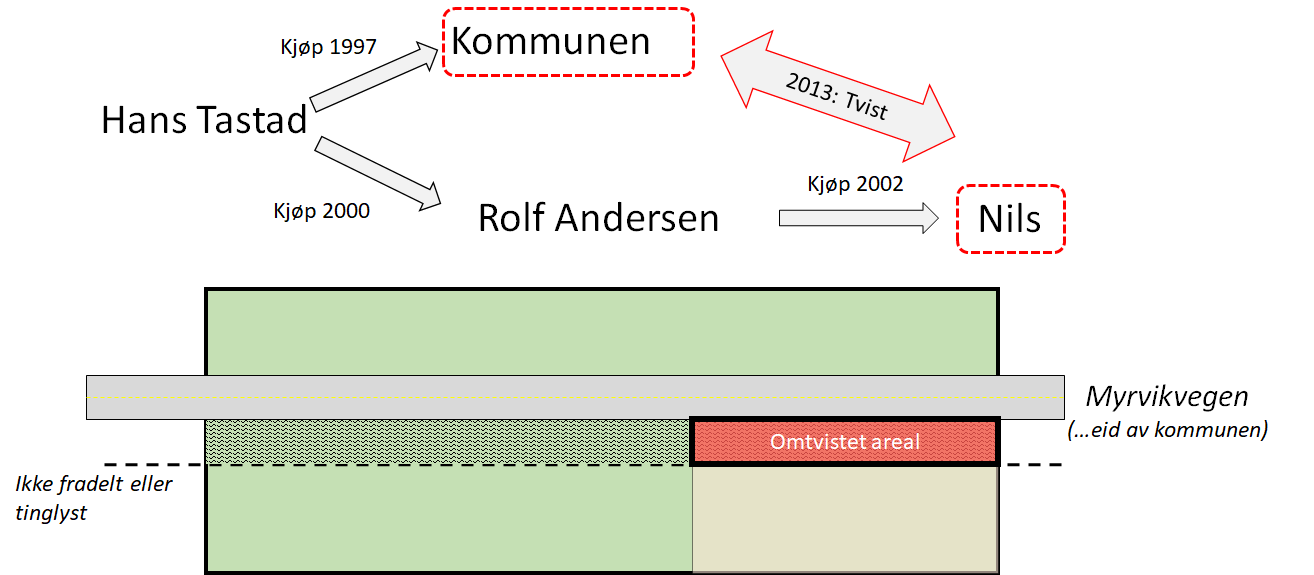 Kjøp 1997
Kommunen
2013: Tvist
Hans Tastad
Kjøp 2000
Rolf Andersen
Kjøp 2002
Nils
Myrvikvegen
(…eid av kommunen)
Omtvistet areal
Ikke fradelt eller
tinglyst